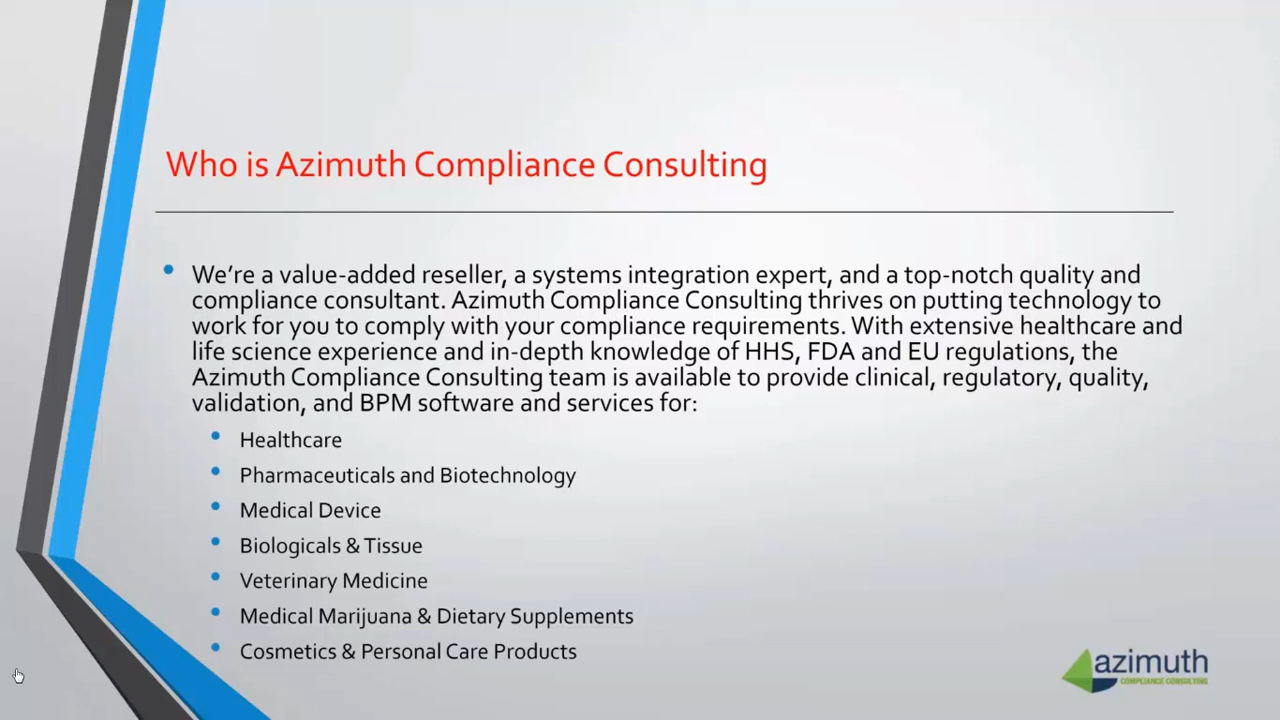 Who is Azimuth Compliance Consulting
• We’re a value-added reseller, a systems integration expert, and a top-notch quality and
compliance consultant. Azimuth Compliance Consulting thrives on putting technology to
work for you to comply with your compliance requirements. With extensive healthcare and
life science experience and in-depth knowledge of HHS, FDA and EU regulations, the
Azimuth Compliance Consulting team is available to provide clinical, regulatory, quality,
validation, and BPM software and services for:
• Healthcare
• Pharmaceuticals and Biotechnology
• Medical Device
• Biologicals & Tissue
• Veterinary Medicine
• Medical Marijuana & Dietary Supplements
• Cosmetics & Personal Care Products
azimuth
COMPLIANCE CONSULTING